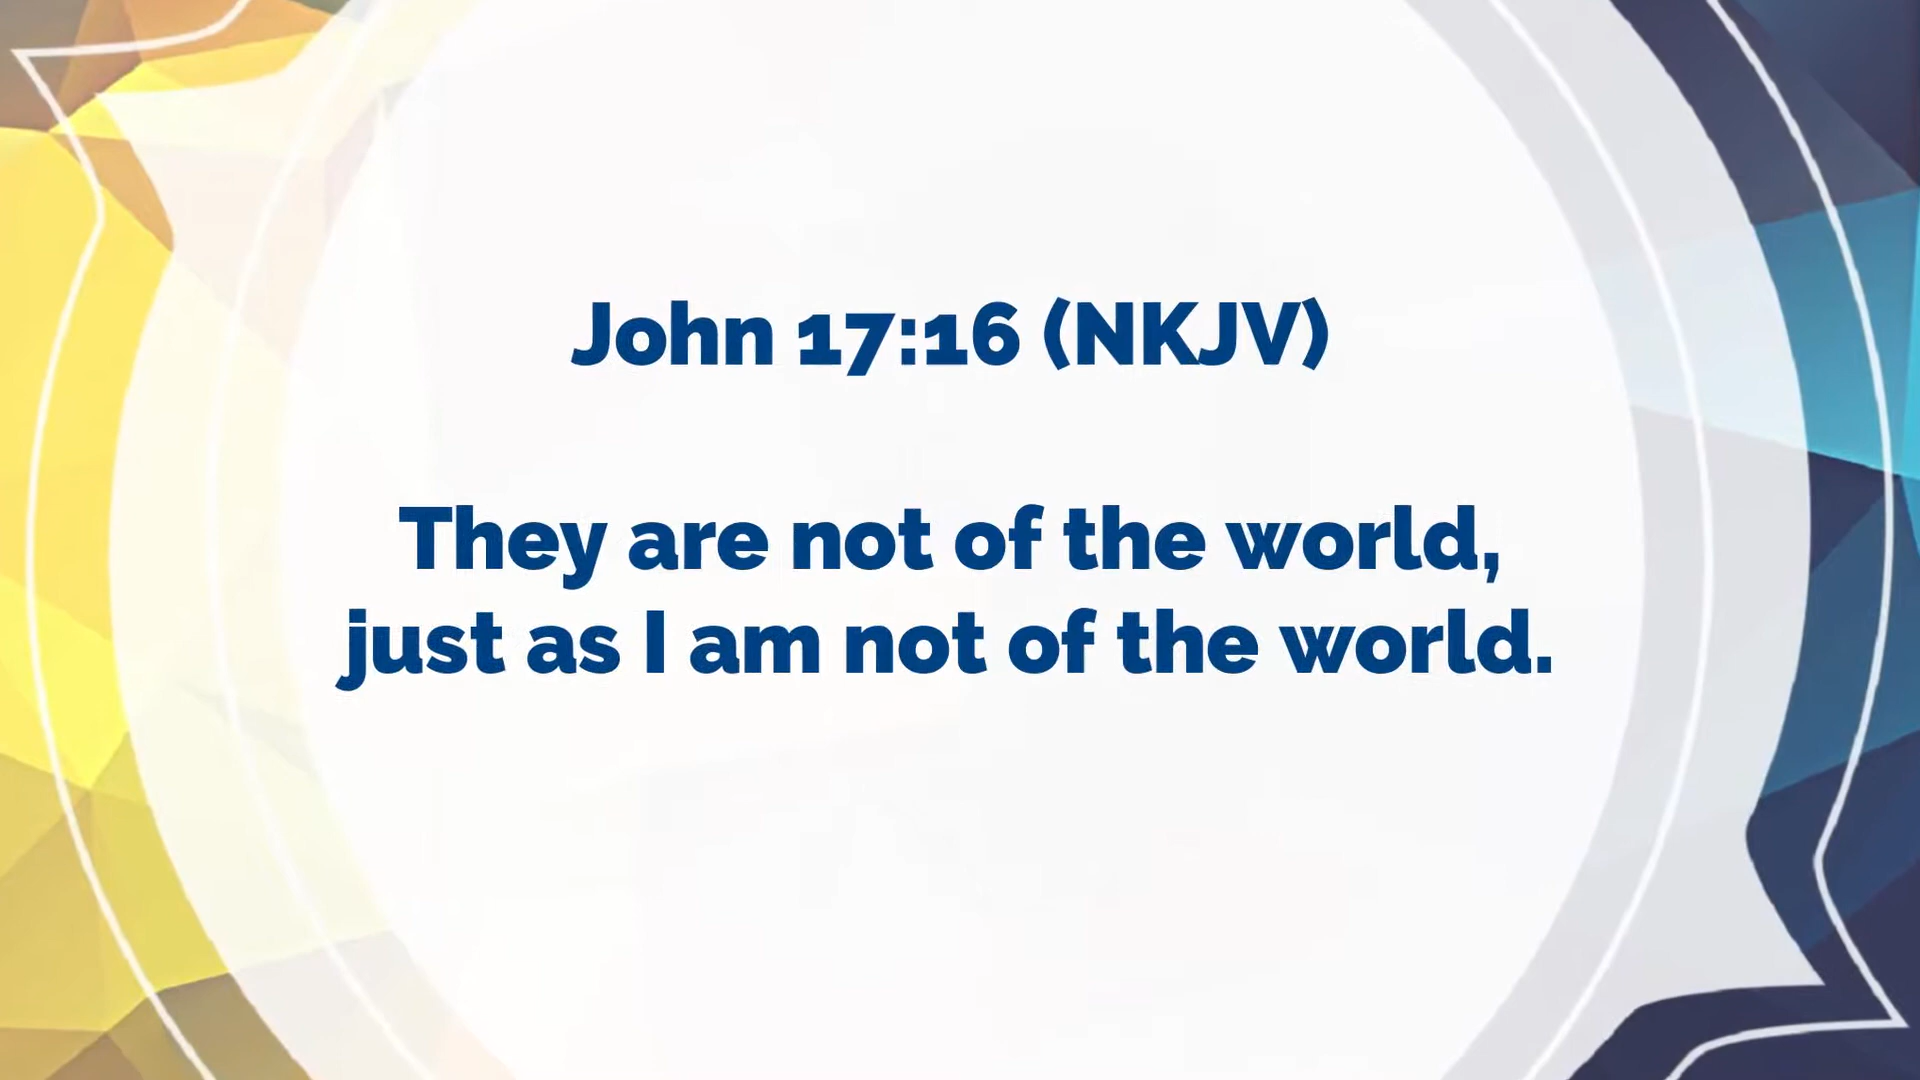 John 17:16 (NKJV)
They are not of the world,
just as I am not of the world.